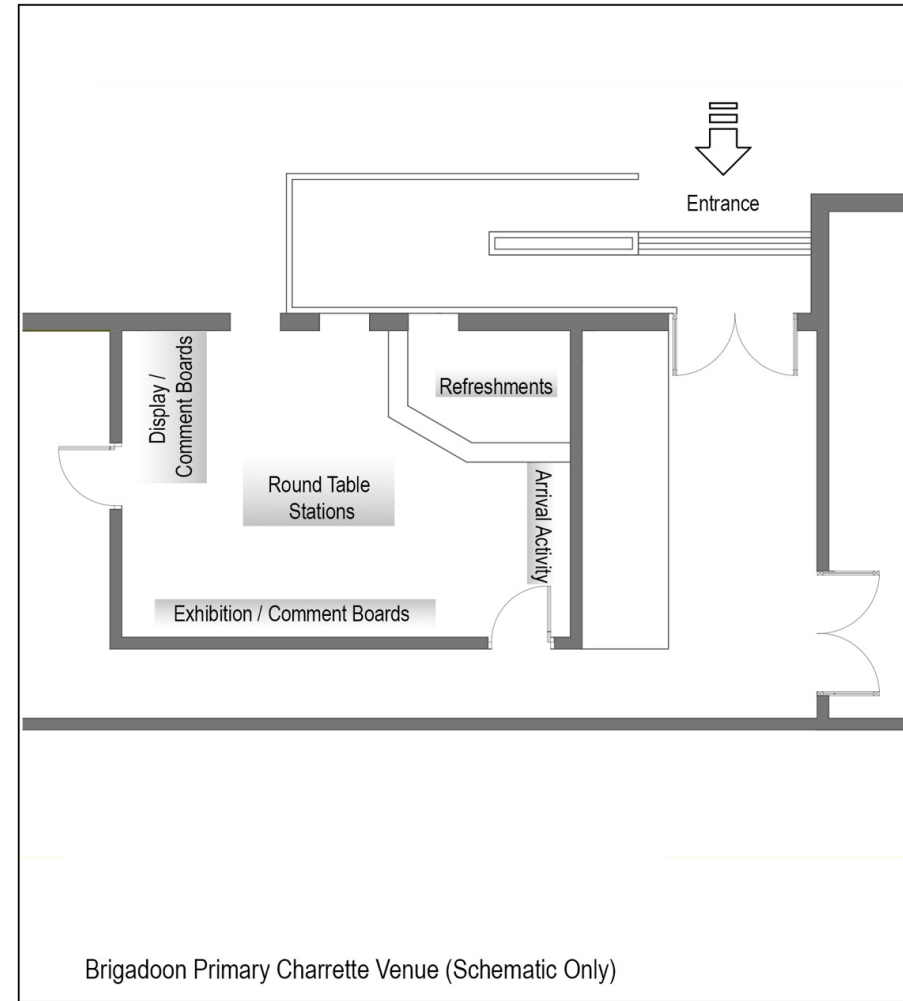 Entrance
Display /
Comment Boards
Refreshments
Round Table
Stations
Arrival Activity
Exhibition / Comment Boards
Brigadoon Primary Charrette Venue (Schematic Only)